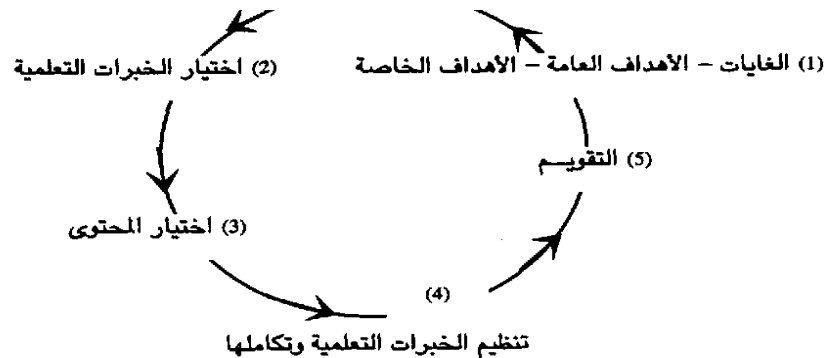 (1) الغايات – الأهداف العامة – الأهداف الخاصة
(2) اختيار الخبرات التعلمية
(3) اختيار المحتوى
(4)
تنظيم الخبرات التعلمية وتكاملها
(5) التقويــم